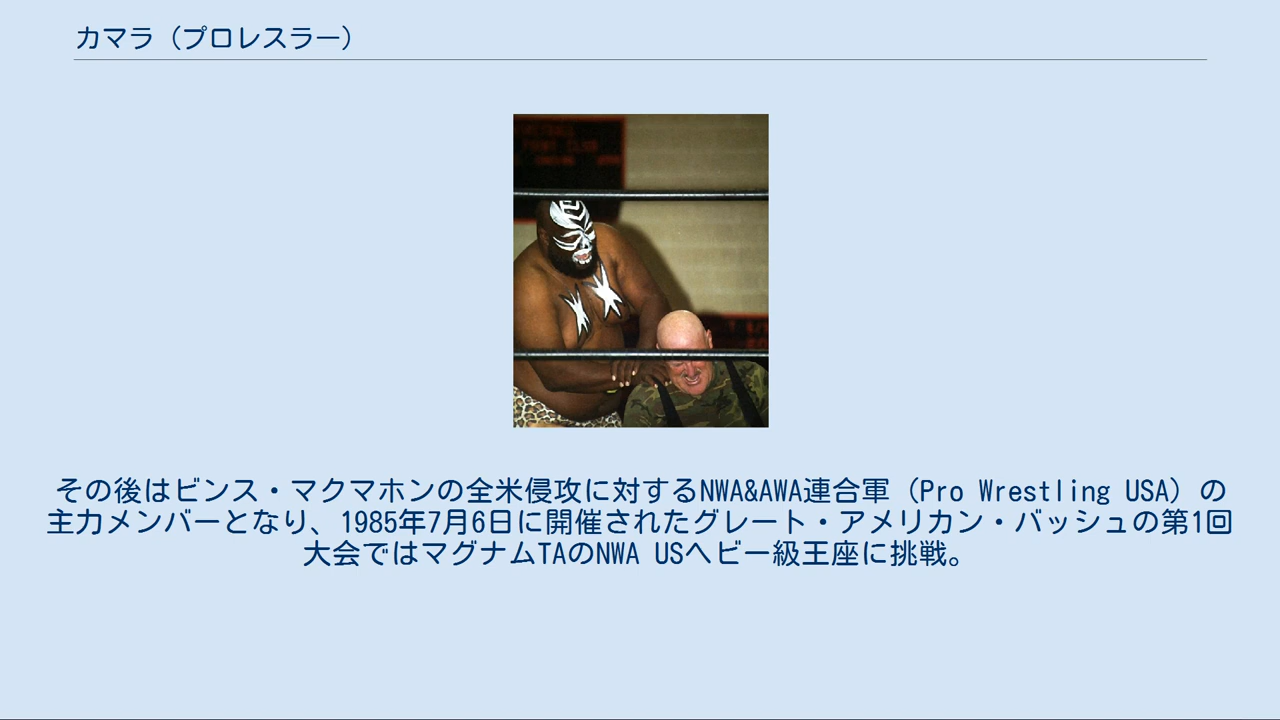 カマラ（プロレスラー）
その後はビンス・マクマホンの全米侵攻に対するNWA&AWA連合軍（Pro Wrestling USA）の
主力メンバーとなり、1985年7月6日に開催されたグレート・アメリカン・バッシュの第1回
大会ではマグナムTAのNWA USヘビー級王座に挑戦。